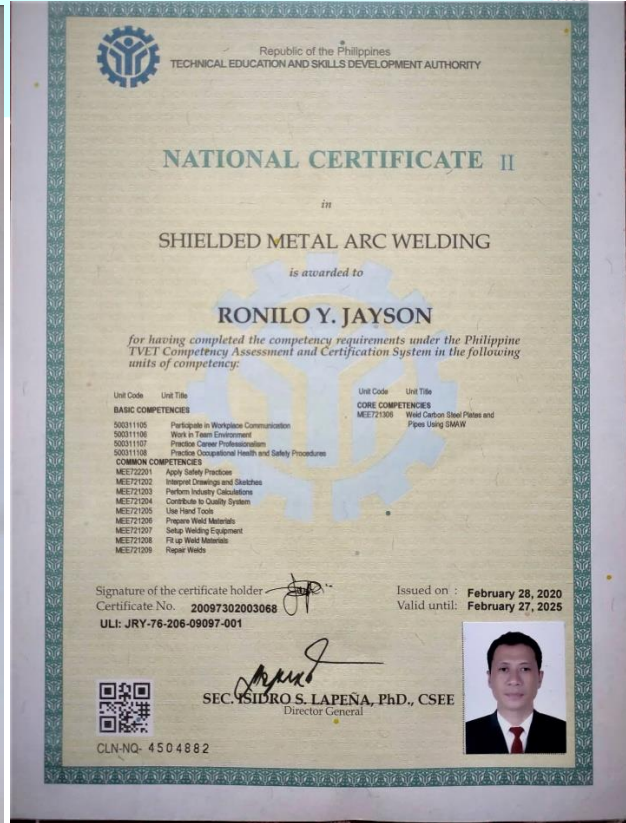 Republic of the Philippines
TECHNICAL EDUCATION AND SKILLS DEVELOPMENT AUTHORITY
NATIONAL CERTIFICATE II
in
SHIELDED METAL ARC WELDING
is awarded to
RONILO Y. JAYSON
for having completed the competency requirements under the Philippine
TVET Competency Assessment and Certification System in the following
units of competency:
Unit Code Unit Title
BASIC COMPETENCIES
500311105 Participate in Workplace Communication
500311106 Work in Team Environment
500311107 Practice Career Professionalism
500311108 Practice Occupational Health and Safety Procedures
COMMON COMPETENCIES
MEE722201 Apply Safety Practices
MEE721202 Interpret Drawings and Sketches
MEE721203 Perform Industry Calculations
MEE721204 Contribute to Quality System
MEE721205 Use Hand Tools
MEE721206 Prepare Weld Materials
MEE721207 Setup Welding Equipment
MEE721208 Fit up Weld Materials
MEE721209 Repair Welds
Unit Code Unit Title
CORE COMPETENCIES
MEE721306 Weld Carbon Steel Plates and
Pipes Using SMAW
Signature of the certificate holder
Certificate No. 20097302003068
ULI: JRY-76-206-09097-001
Issued on : February 28, 2020
Valid until: February 27, 2025
SEC. ISIDRO S. LAPEÑA, PhD., CSEE
Director General
CLN-NQ- 4504882